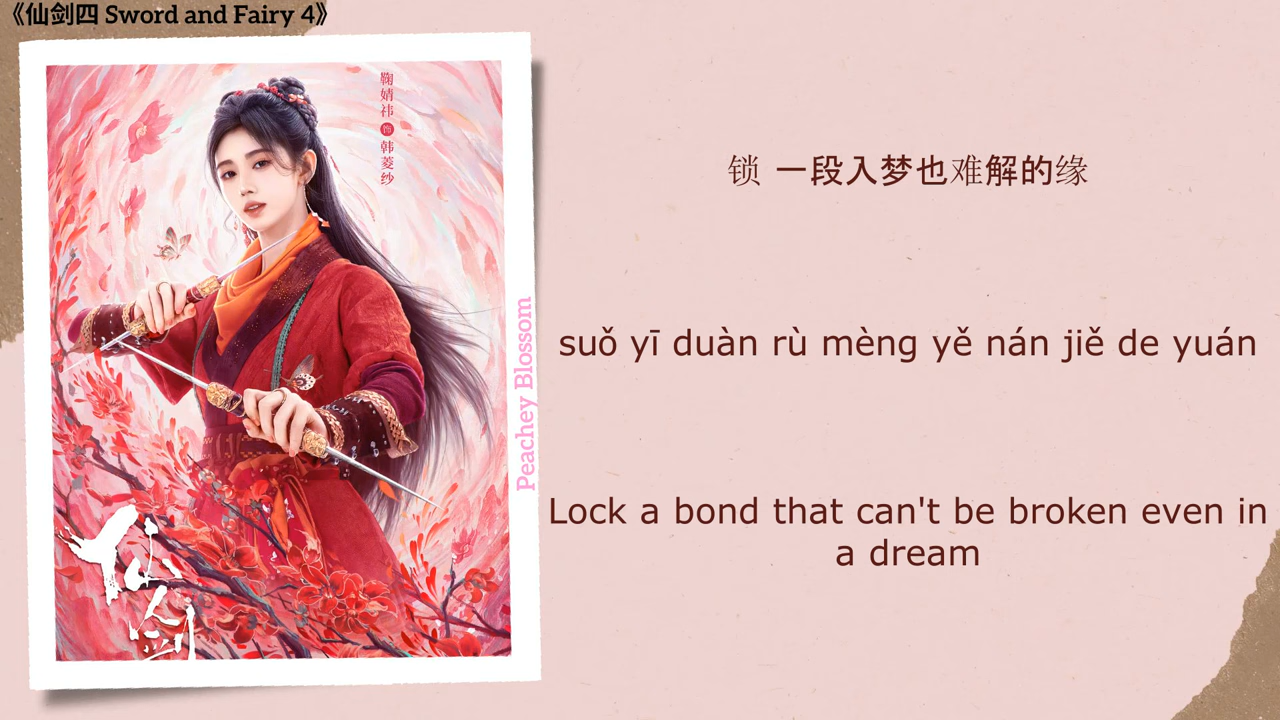 《仙剑四 Sword and Fairy 4》
鞠婧祎 饰 韩菱纱
仙剑
Peachey Blossom
锁 一段入梦也难解的缘
suǒ yī duàn rù mèng yě nán jiě de yuán
Lock a bond that can't be broken even in
a dream